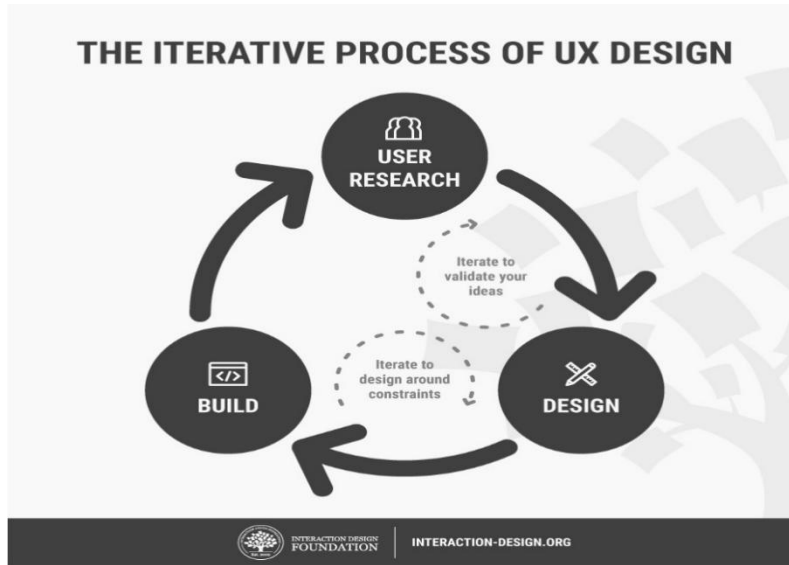 THE ITERATIVE PROCESS OF UX DESIGN
USER
RESEARCH
Iterate to
validate your
ideas
Iterate to
design around
constraints
</>
BUILD
DESIGN
INTERACTION DESIGN
FOUNDATION
INTERACTION-DESIGN.ORG